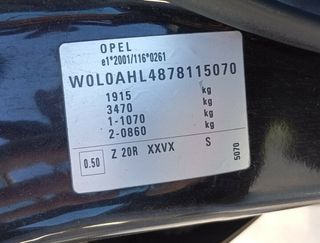 OPEL
e1*2001/116*0261
W0L0AHL4878115070
1915 kg
3470 kg
1-1070 kg
2-0860 kg
0.50 Z 20R XXVX S 5070